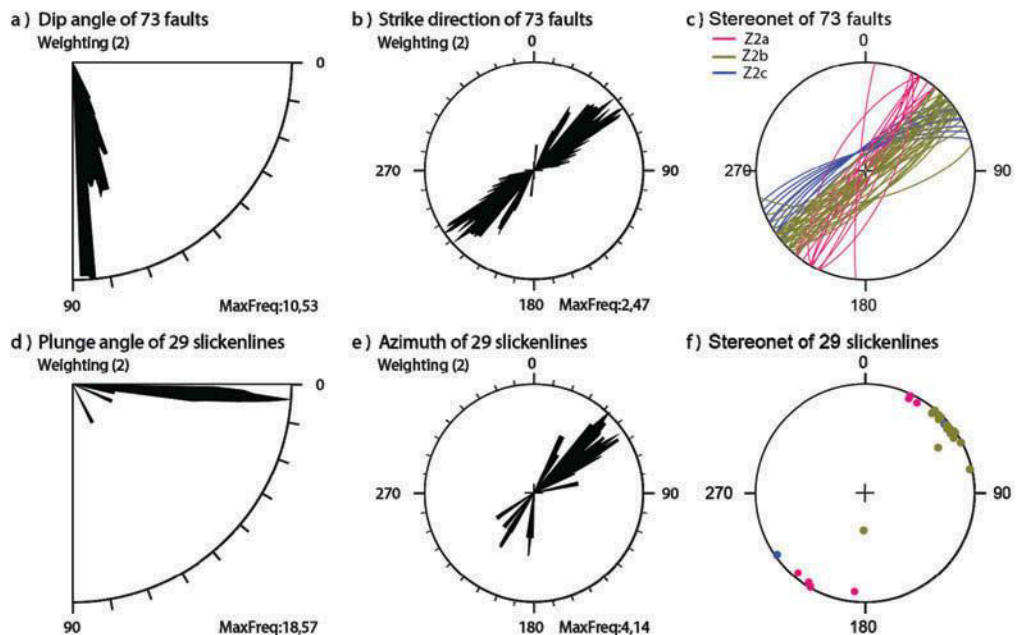 a ) Dip angle of 73 faults
Weighting (2)
0
90
MaxFreq:10,53
b ) Strike direction of 73 faults
Weighting (2)
0
270
90
180
MaxFreq:2,47
c ) Stereonet of 73 faults
Z2a
Z2b
Z2c
0
270
90
180
d ) Plunge angle of 29 slickenlines
Weighting (2)
0
90
MaxFreq:18,57
e ) Azimuth of 29 slickenlines
Weighting (2)
0
270
90
180
MaxFreq:4,14
f ) Stereonet of 29 slickenlines
0
270
90
180